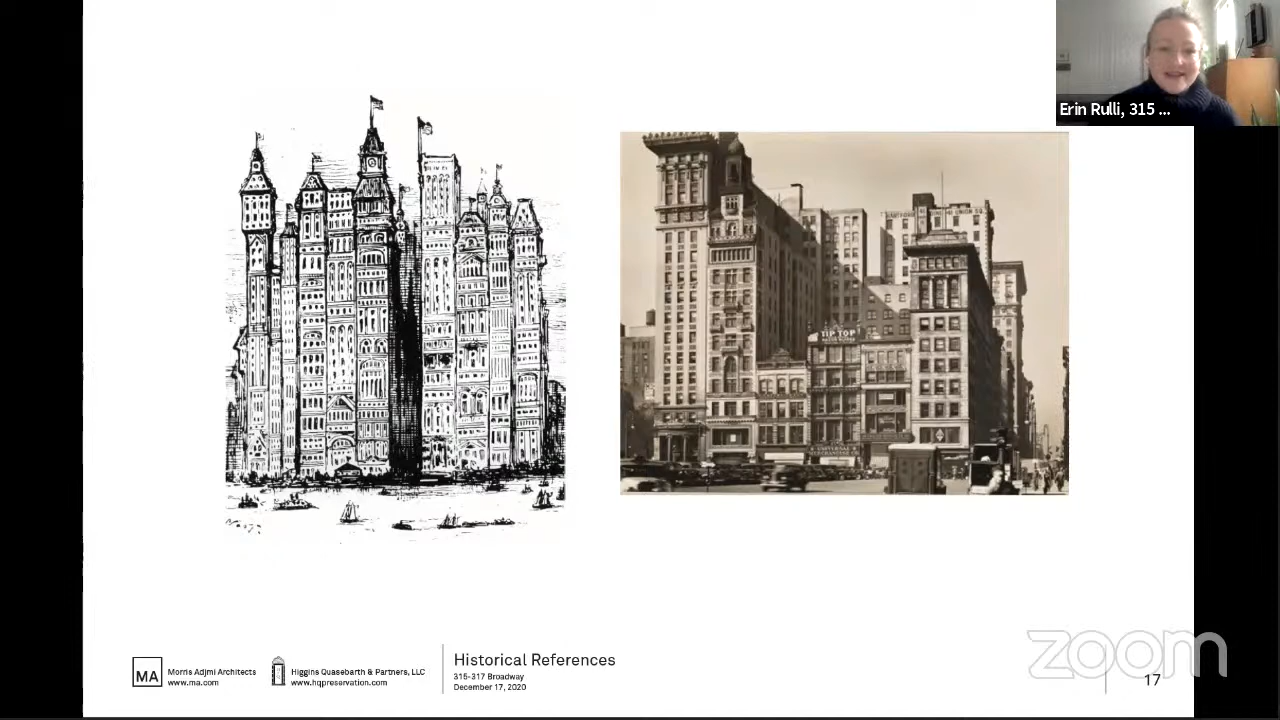 Erin Rulli, 315 ...
TIP TOP
UNIVERSAL
MA
Morris Adjmi Architects
www.ma.com
Higgins Quasebarth & Partners, LLC
www.hqpreservation.com
Historical References
315-317 Broadway
December 17, 2020
zoom
17